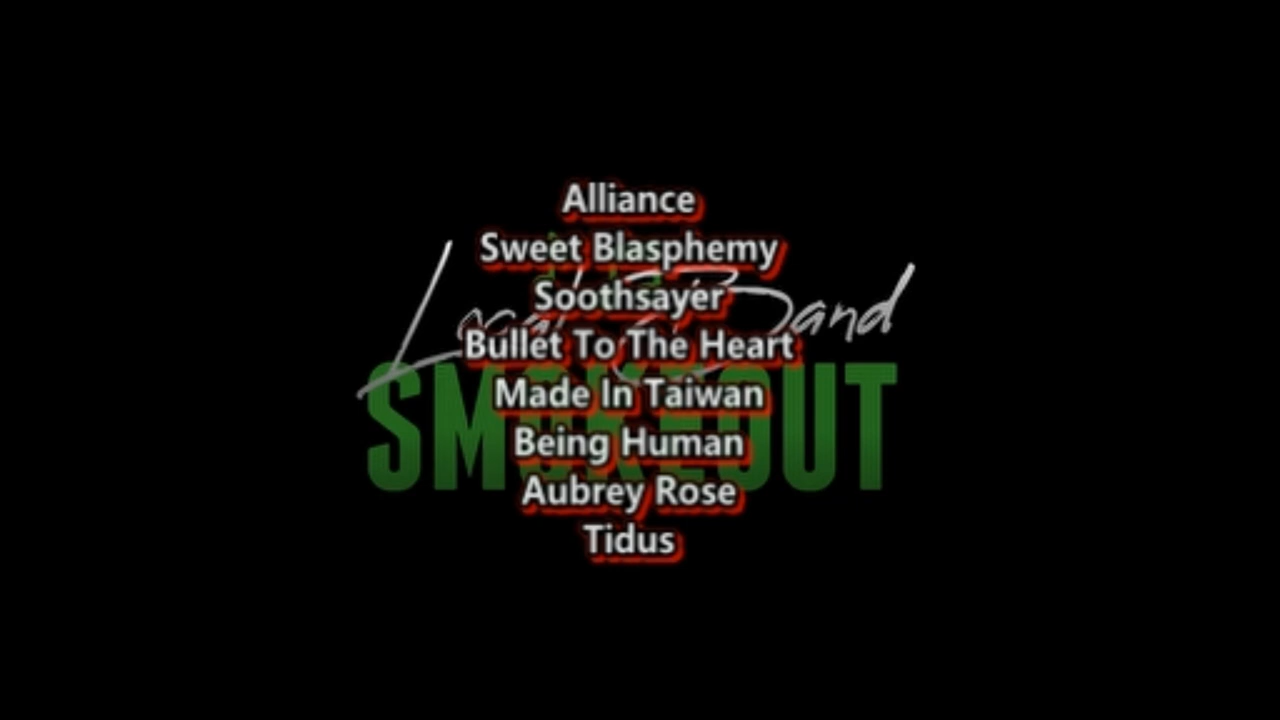 Alliance
Sweet Blasphemy
Soothsayer
Local Band
Bullet To The Heart
SMOKEOUT
Made In Taiwan
Being Human
Aubrey Rose
Tidus